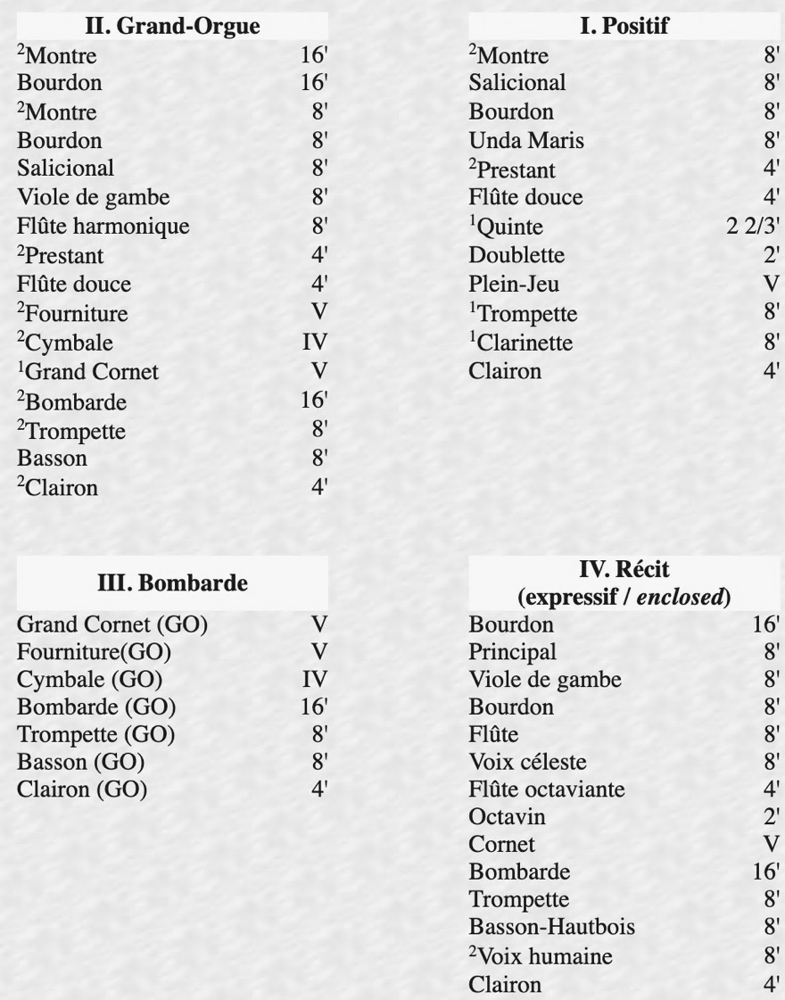 II. Grand-Orgue
²Montre 16'
Bourdon 16'
²Montre 8'
Bourdon 8'
Salicional 8'
Viole de gambe 8'
Flûte harmonique 8'
²Prestant 4'
Flûte douce 4'
²Fourniture V
²Cymbale IV
¹Grand Cornet V
²Bombarde 16'
²Trompette 8'
Basson 8'
²Clairon 4'
I. Positif
²Montre 8'
Salicional 8'
Bourdon 8'
Unda Maris 8'
²Prestant 4'
Flûte douce 4'
¹Quinte 2 2/3'
Doublette 2'
Plein-Jeu V
¹Trompette 8'
¹Clarinette 8'
Clairon 4'
III. Bombarde
Grand Cornet (GO) V
Fourniture(GO) V
Cymbale (GO) IV
Bombarde (GO) 16'
Trompette (GO) 8'
Basson (GO) 8'
Clairon (GO) 4'
IV. Récit
(expressif / enclosed)
Bourdon 16'
Principal 8'
Viole de gambe 8'
Bourdon 8'
Flûte 8'
Voix céleste 8'
Flûte octaviante 4'
Octavin 2'
Cornet V
Bombarde 16'
Trompette 8'
Basson-Hautbois 8'
²Voix humaine 8'
Clairon 4'